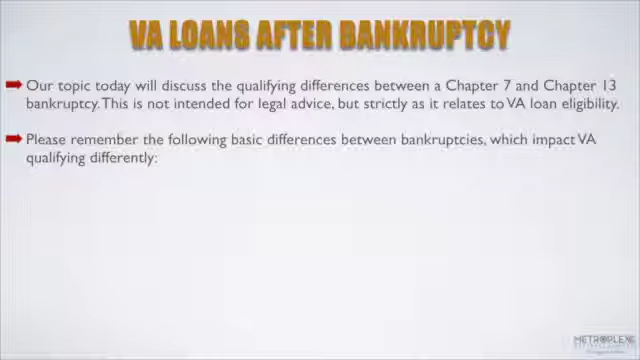 VA LOANS AFTER BANKRUPTCY
Our topic today will discuss the qualifying differences between a Chapter 7 and Chapter 13
bankruptcy. This is not intended for legal advice, but strictly as it relates to VA loan eligibility.
Please remember the following basic differences between bankruptcies, which impact VA
qualifying differently: